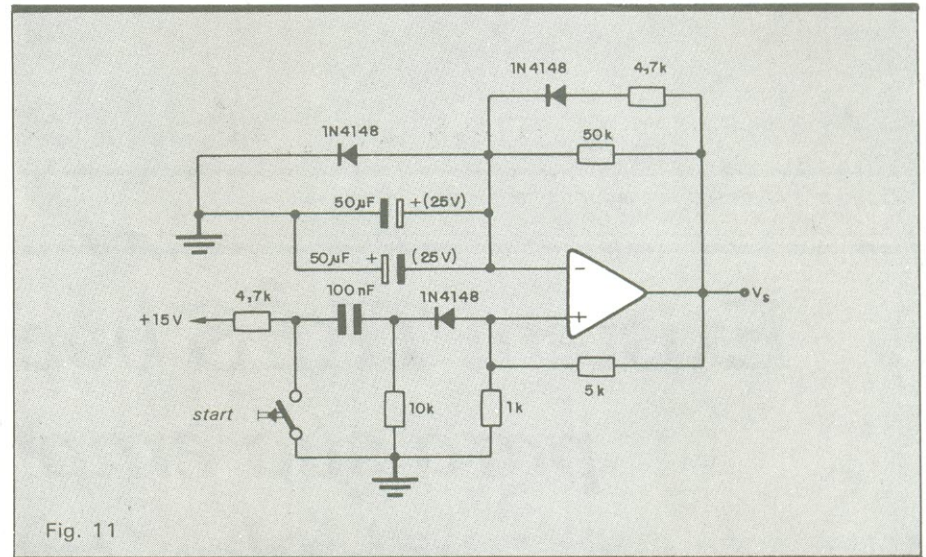 1N4148
4,7k
1N4148
50k
50µF
+(25V)
50µF
+
(25V)
-
4,7k
100nF
1N4148
+15V
+
Vs
5k
start
10k
1k
Fig. 11